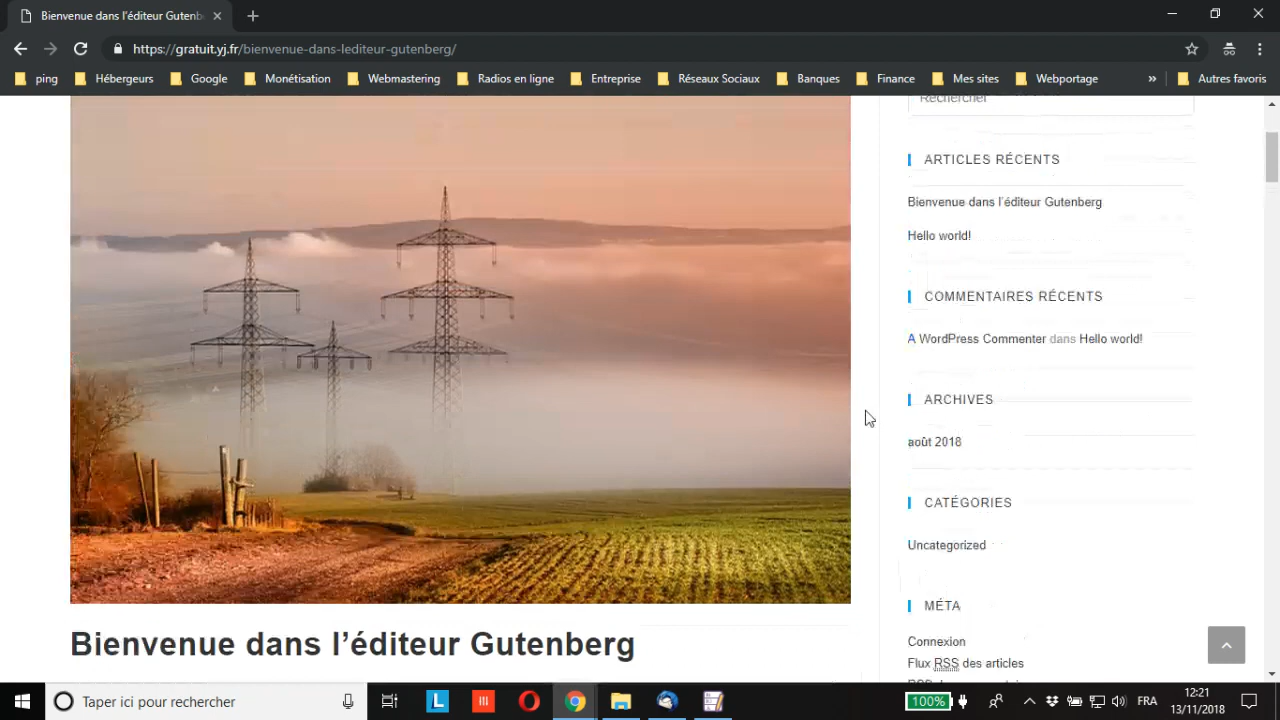 Bienvenue dans l'éditeur Gutenb
https://gratuit.yj.fr/bienvenue-dans-lediteur-gutenberg/
ping Hébergeurs Google Monétisation Webmastering Radios en ligne Entreprise Réseaux Sociaux Banques Finance Mes sites Webportage » Autres favoris
Rechercher
ARTICLES RÉCENTS
Bienvenue dans l'éditeur Gutenberg
Hello world!
COMMENTAIRES RÉCENTS
A WordPress Commenter dans Hello world!
ARCHIVES
août 2018
CATÉGORIES
Uncategorized
MÉTA
Connexion
Flux RSS des articles
Bienvenue dans l'éditeur Gutenberg
Taper ici pour rechercher
L
100%
FRA
12:21
13/11/2018